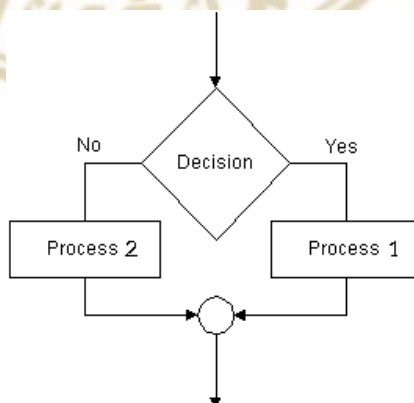 No
Yes
Decision
Process 2
Process 1